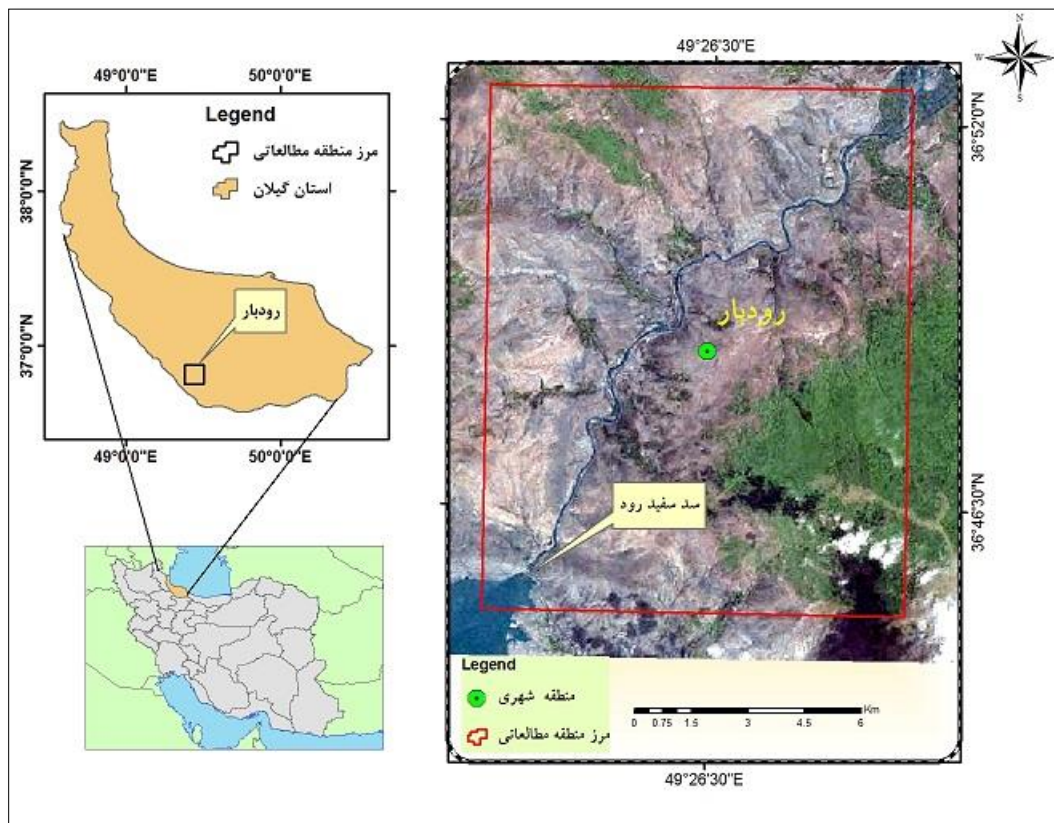 N
W
E
S
49°0'0"E
50°0'0"E
Legend
مرز منطقه مطالعاتی
استان گیلان
38°0'0"N
37°0'0"N
رودبار
49°0'0"E
50°0'0"E
49°26'30"E
36°52'0"N
رودبار
36°46'30"N
سد سفید رود
Legend
منطقه شهری
مرز منطقه مطالعاتی
Km
0 0.75 1.5 3 4.5 6
49°26'30"E